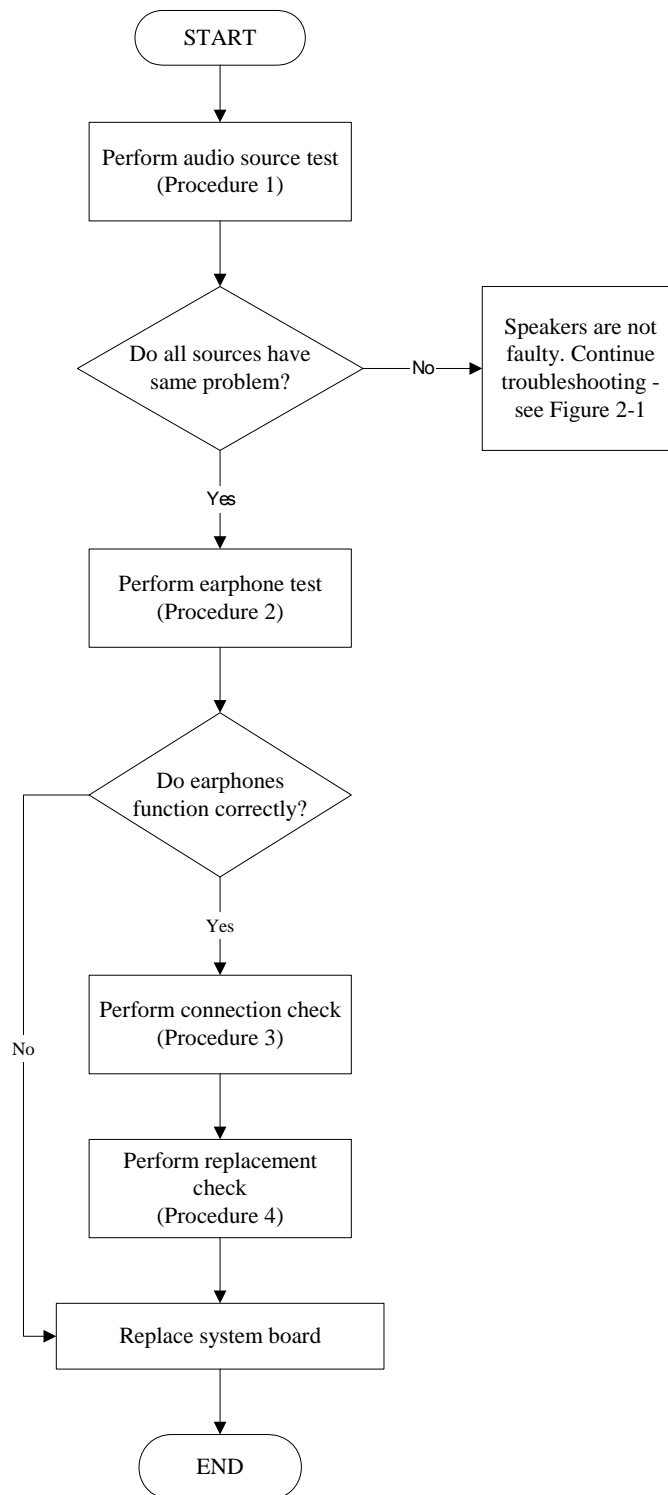 START
Perform audio source test
(Procedure 1)
Do all sources have
same problem?
No
Speakers are not
faulty. Continue
troubleshooting -
see Figure 2-1
Yes
Perform earphone test
(Procedure 2)
Do earphones
function correctly?
Yes
Perform connection check
(Procedure 3)
No
Perform replacement
check
(Procedure 4)
Replace system board
END